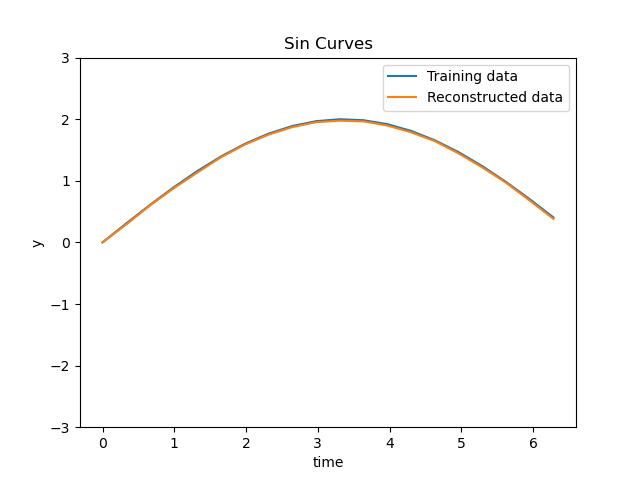 Sin Curves
Training data
Reconstructed data
3
2
1
0
−1
−2
−3
y
0 1 2 3 4 5 6
time